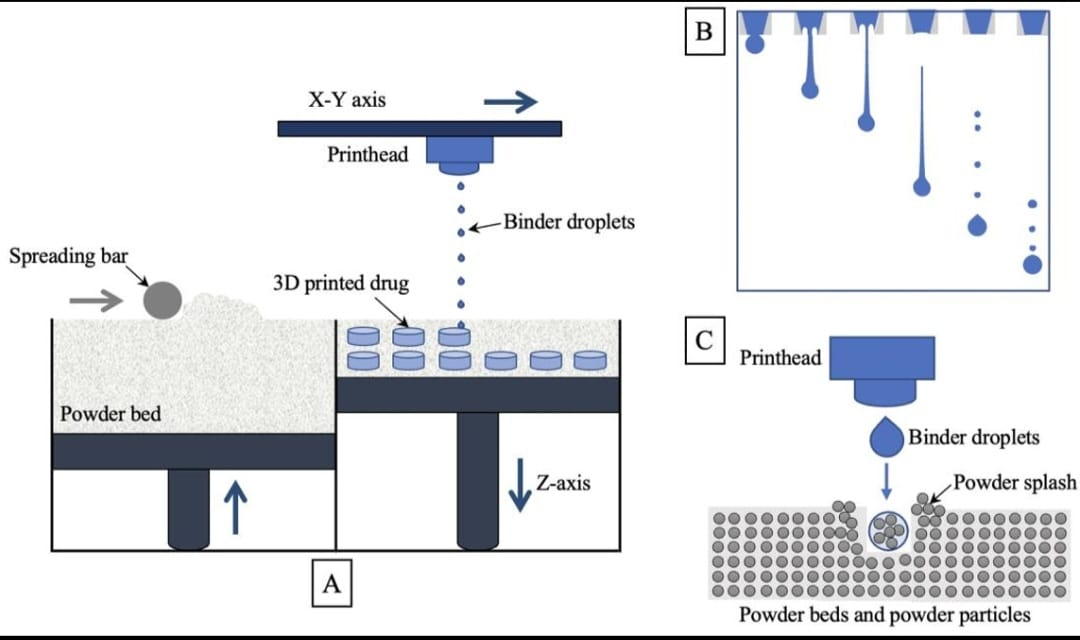 X-Y axis
Printhead
Binder droplets
Spreading bar
3D printed drug
Powder bed
Z-axis
A
B
C
Printhead
Binder droplets
Powder splash
Powder beds and powder particles